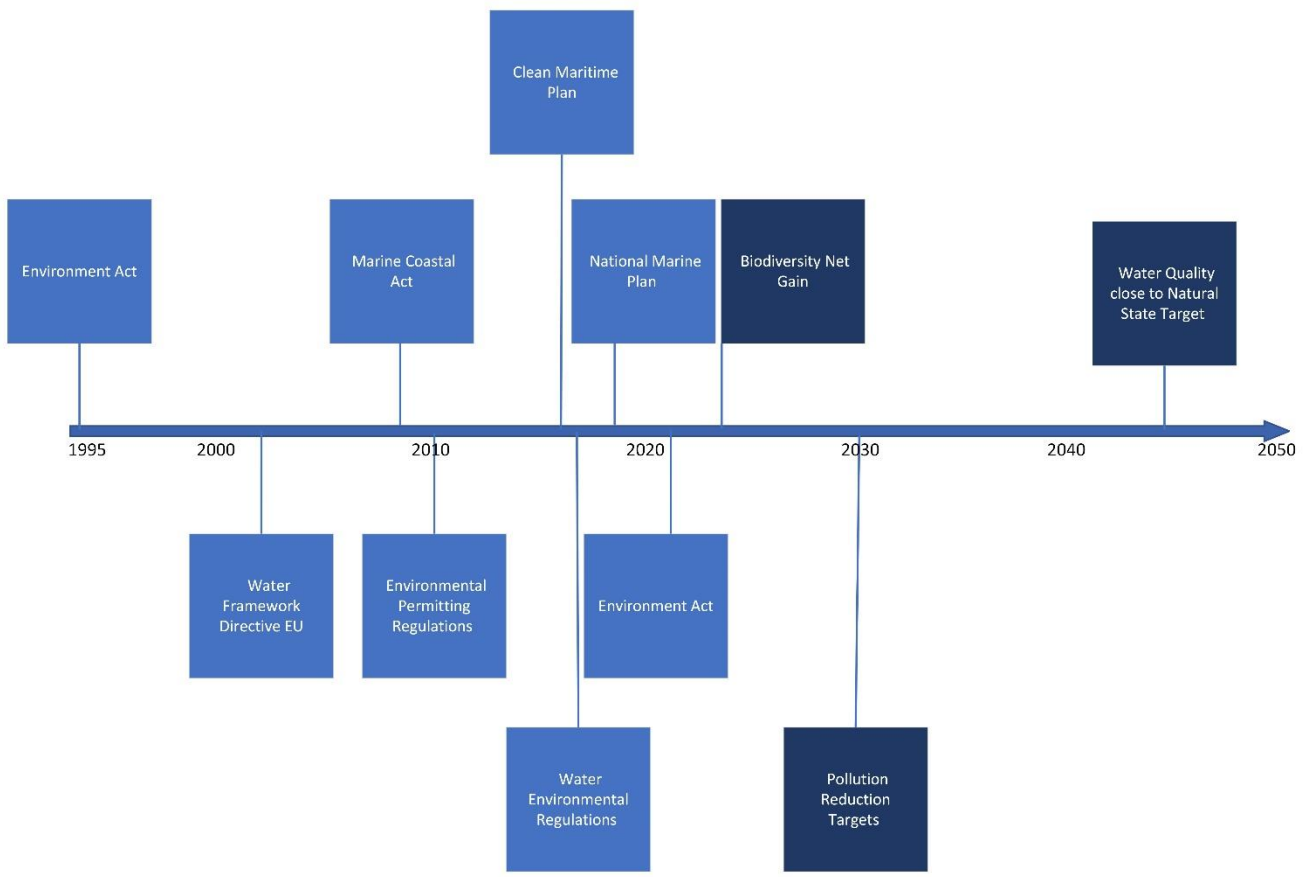 Clean Maritime
Plan
Environment Act
Marine Coastal
Act
National Marine
Plan
Biodiversity Net
Gain
Water Quality
close to Natural
State Target
1995
2000
2010
2020
2030
2040
2050
Water
Framework
Directive EU
Environmental
Permitting
Regulations
Environment Act
Water
Environmental
Regulations
Pollution
Reduction
Targets